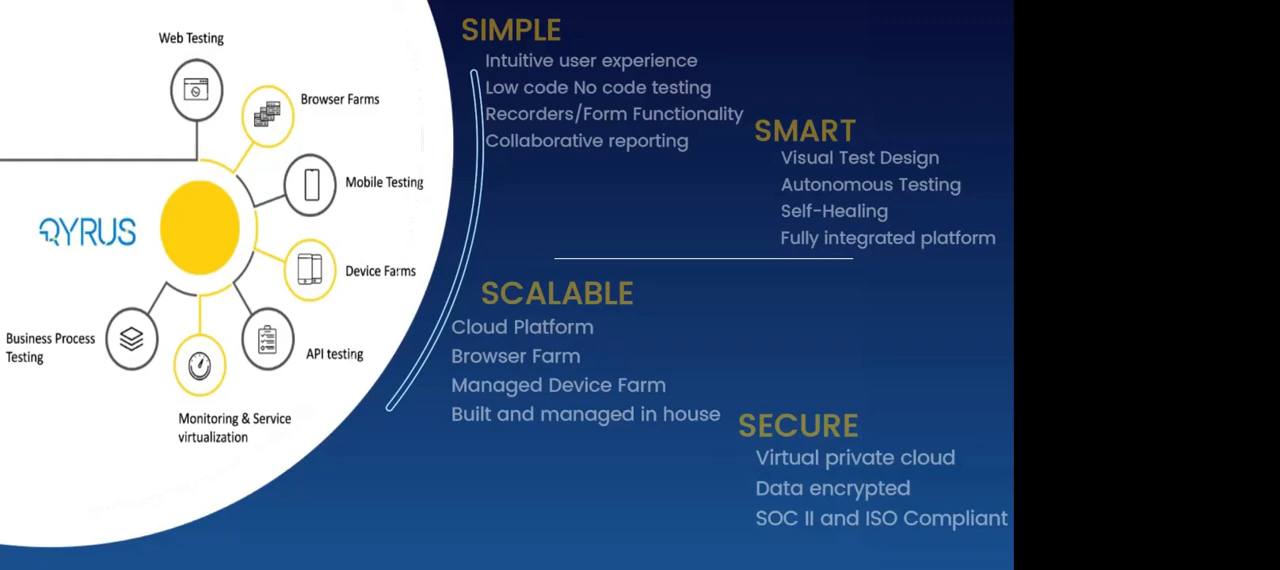 Web Testing
Browser Farms
Mobile Testing
QYRUS
Device Farms
Business Process
Testing
API testing
Monitoring & Service
virtualization
SIMPLE
Intuitive user experience
Low code No code testing
Recorders/Form Functionality
Collaborative reporting
SMART
Visual Test Design
Autonomous Testing
Self-Healing
Fully integrated platform
SCALABLE
Cloud Platform
Browser Farm
Managed Device Farm
Built and managed in house
SECURE
Virtual private cloud
Data encrypted
SOC II and ISO Compliant